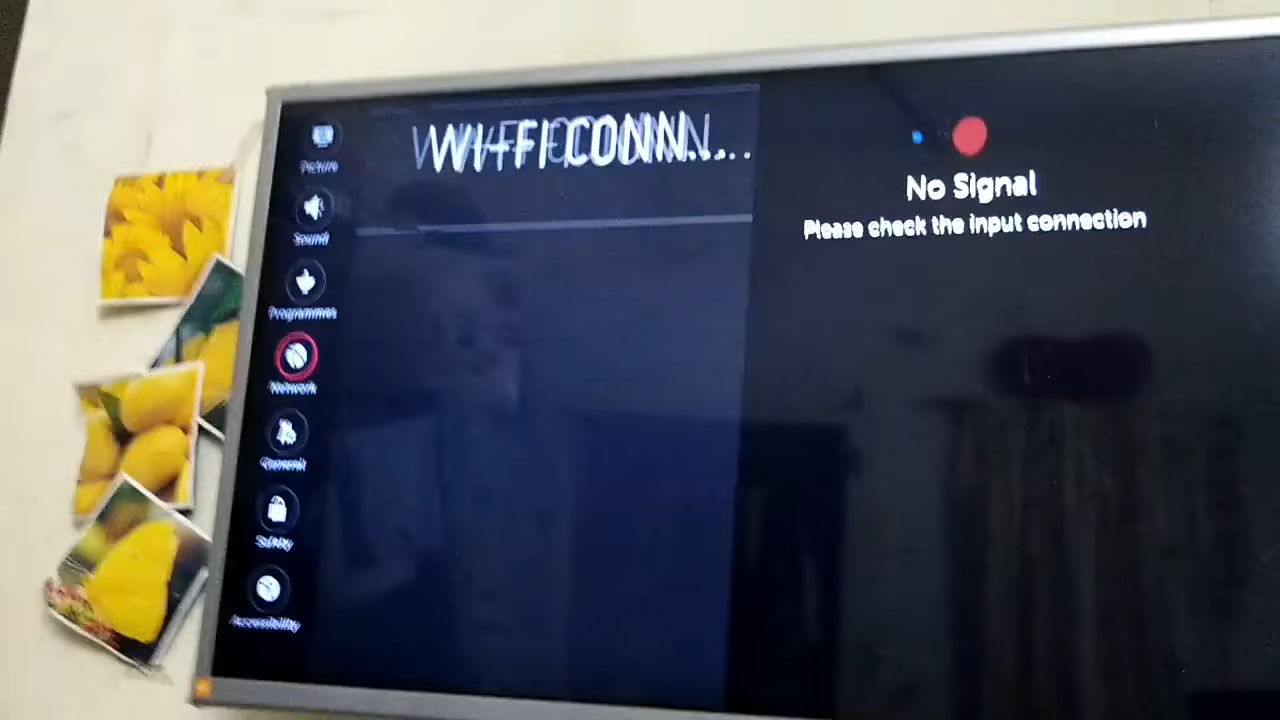 WI-FI CONN...
Picture
Sound
Programmes
Network
General
Safety
Accessibility
No Signal
Please check the input connection